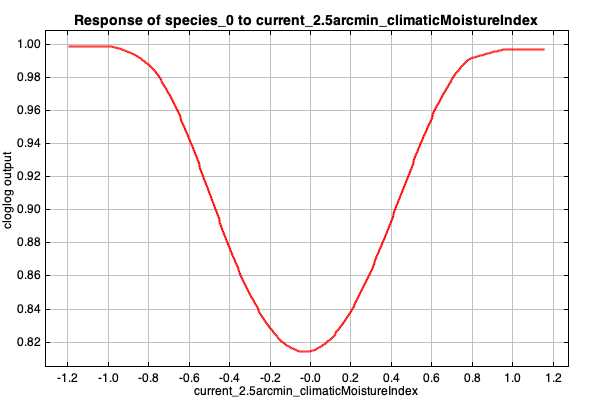 Response of species_0 to current_2.5arcmin_climaticMoistureIndex
1.00
0.98
0.96
0.94
0.92
0.90
0.88
0.86
0.84
0.82
cloglog output
-1.2 -1.0 -0.8 -0.6 -0.4 -0.2 -0.0 0.2 0.4 0.6 0.8 1.0 1.2
current_2.5arcmin_climaticMoistureIndex